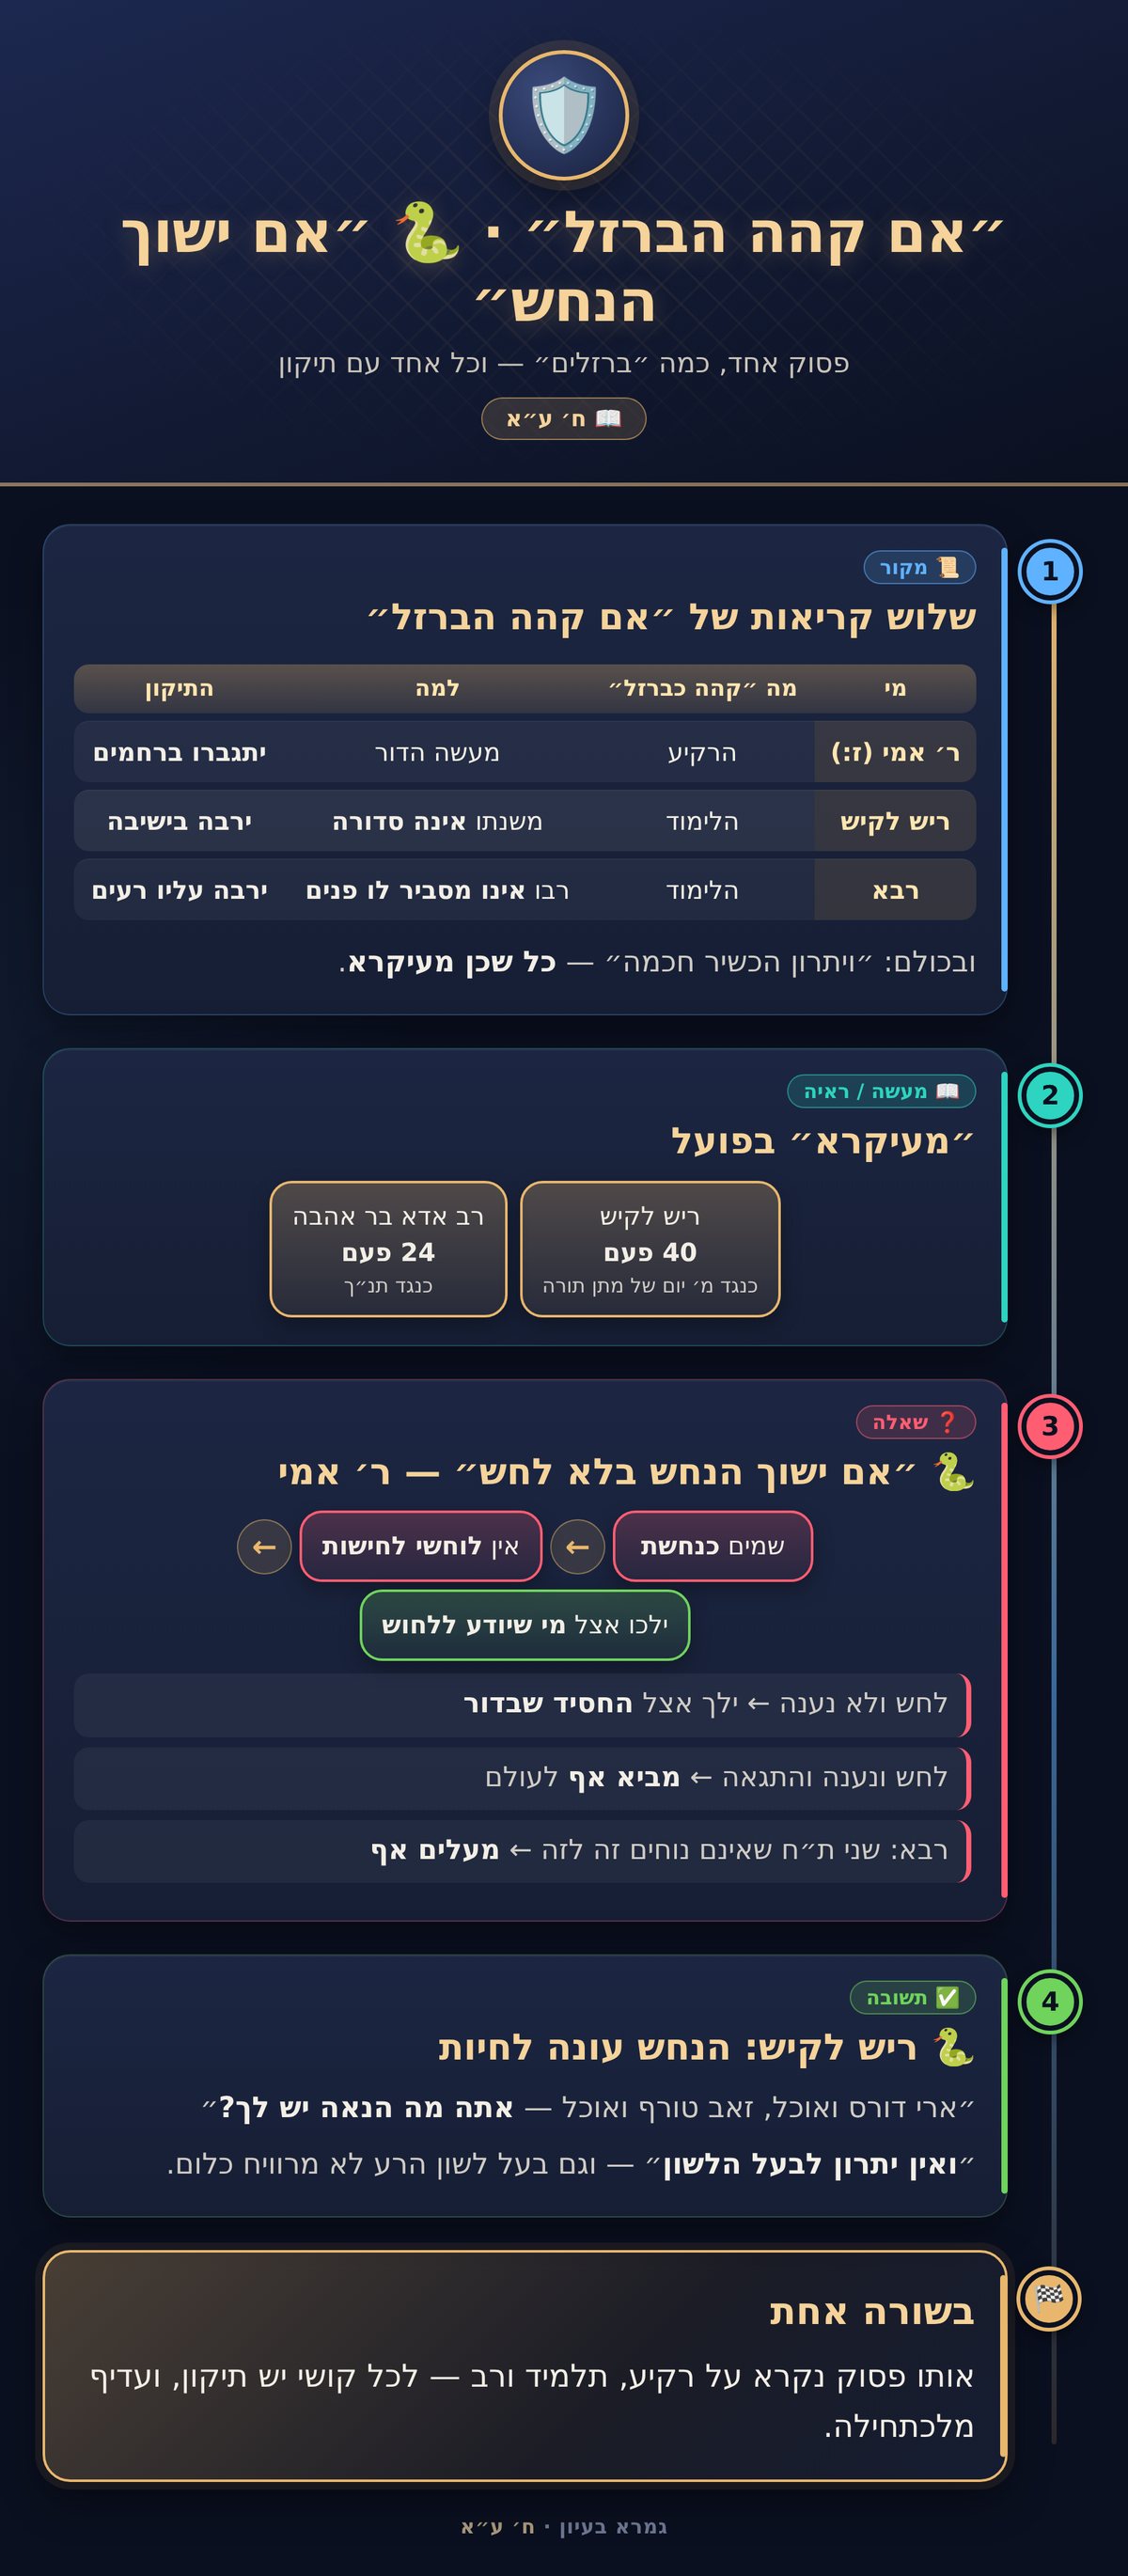 ״אם קהה הברזל״ · 🐍 ״אם ישוך
הנחש״
פסוק אחד, כמה ״ברזלים״ — וכל אחד עם תיקון
📖 ח׳ ע״א
1
📜 מקור
שלוש קריאות של ״אם קהה הברזל״
מי מה ״קהה כברזל״ למה התיקון
ר׳ אמי (ז:) הרקיע מעשה הדור יתגברו ברחמים
ריש לקיש הלימוד משנתו אינה סדורה ירבה בישיבה
רבא הלימוד רבו אינו מסביר לו פנים ירבה עליו רעים
ובכולם: ״ויתרון הכשיר חכמה״ — כל שכן מעיקרא.
2
📖 מעשה / ראיה
״מעיקרא״ בפועל
ריש לקיש
40 פעם
כנגד מ׳ יום של מתן תורה
רב אדא בר אהבה
24 פעם
כנגד תנ״ך
3
❓ שאלה
🐍 ״אם ישוך הנחש בלא לחש״ — ר׳ אמי
שמים כנחשת ← אין לוחשי לחישות ←
ילכו אצל מי שיודע ללחוש
לחש ולא נענה ← ילך אצל החסיד שבדור
לחש ונענה והתגאה ← מביא אף לעולם
רבא: שני ת״ח שאינם נוחים זה לזה ← מעלים אף
4
✅ תשובה
🐍 ריש לקיש: הנחש עונה לחיות
״ארי דורס ואוכל, זאב טורף ואוכל — אתה מה הנאה יש לך?״
״ואין יתרון לבעל הלשון״ — וגם בעל לשון הרע לא מרוויח כלום.
🏁
בשורה אחת
אותו פסוק נקרא על רקיע, תלמיד ורב — לכל קושי יש תיקון, ועדיף
מלכתחילה.
גמרא בעיון · ח׳ ע״א